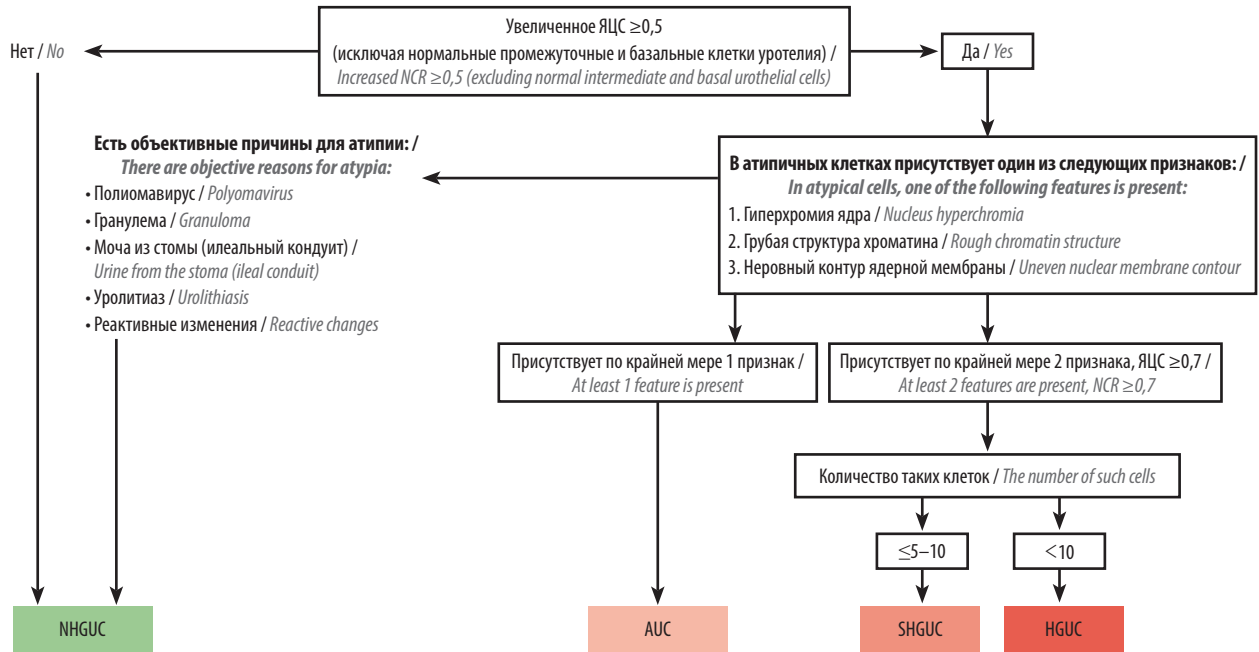 Увеличенное ЯЦС ≥0,5
(исключая нормальные промежуточные и базальные клетки уротелия) /
Increased NCR ≥0,5 (excluding normal intermediate and basal urothelial cells)
Нет / No
Да / Yes
Есть объективные причины для атипии: /
There are objective reasons for atypia:
• Полиомавирус / Polyomavirus
• Гранулема / Granuloma
• Моча из стомы (илеальный кондуит) /
Urine from the stoma (ileal conduit)
• Уролитиаз / Urolithiasis
• Реактивные изменения / Reactive changes
В атипичных клетках присутствует один из следующих признаков: /
In atypical cells, one of the following features is present:
1. Гиперхромия ядра / Nucleus hyperchromia
2. Грубая структура хроматина / Rough chromatin structure
3. Неровный контур ядерной мембраны / Uneven nuclear membrane contour
Присутствует по крайней мере 1 признак /
At least 1 feature is present
Присутствует по крайней мере 2 признака, ЯЦС ≥0,7 /
At least 2 features are present, NCR ≥0,7
Количество таких клеток / The number of such cells
≤5–10
<10
NHGUC
AUC
SHGUC
HGUC